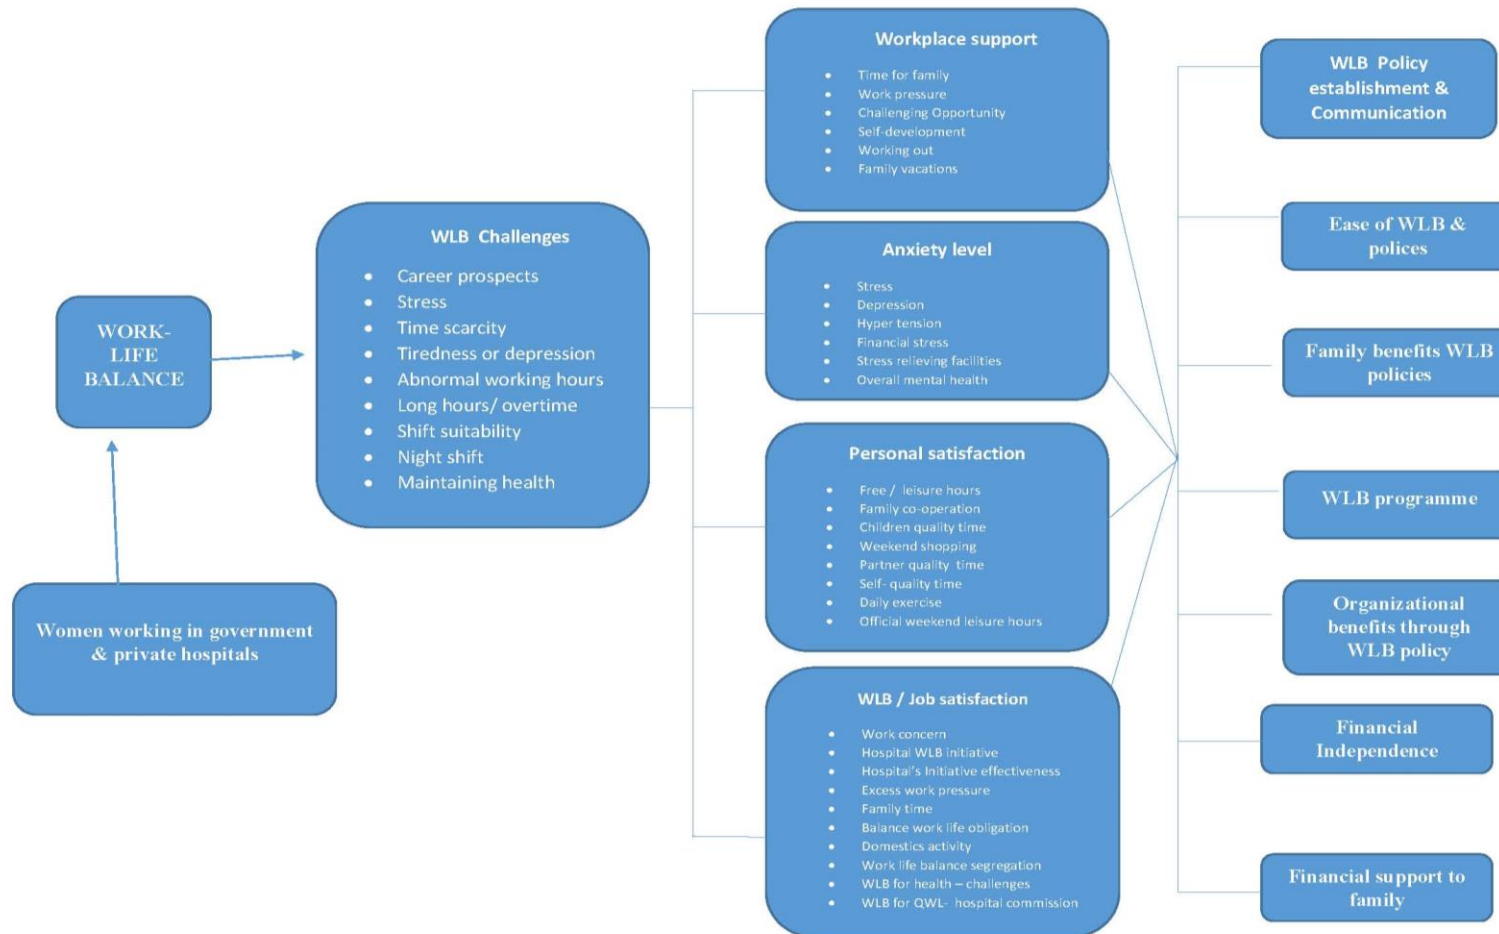 Women working in government
& private hospitals
WORK-
LIFE
BALANCE
WLB Challenges
• Career prospects
• Stress
• Time scarcity
• Tiredness or depression
• Abnormal working hours
• Long hours/ overtime
• Shift suitability
• Night shift
• Maintaining health
Workplace support
• Time for family
• Work pressure
• Challenging Opportunity
• Self-development
• Working out
• Family vacations
Anxiety level
• Stress
• Depression
• Hyper tension
• Financial stress
• Stress relieving facilities
• Overall mental health
Personal satisfaction
• Free / leisure hours
• Family co-operation
• Children quality time
• Weekend shopping
• Partner quality time
• Self- quality time
• Daily exercise
• Official weekend leisure hours
WLB / Job satisfaction
• Work concern
• Hospital WLB initiative
• Hospital's Initiative effectiveness
• Excess work pressure
• Family time
• Balance work life obligation
• Domestics activity
• Work life balance segregation
• WLB for health – challenges
• WLB for QWL- hospital commission
WLB Policy
establishment &
Communication
Ease of WLB &
polices
Family benefits WLB
policies
WLB programme
Organizational
benefits through
WLB policy
Financial
Independence
Financial support to
family